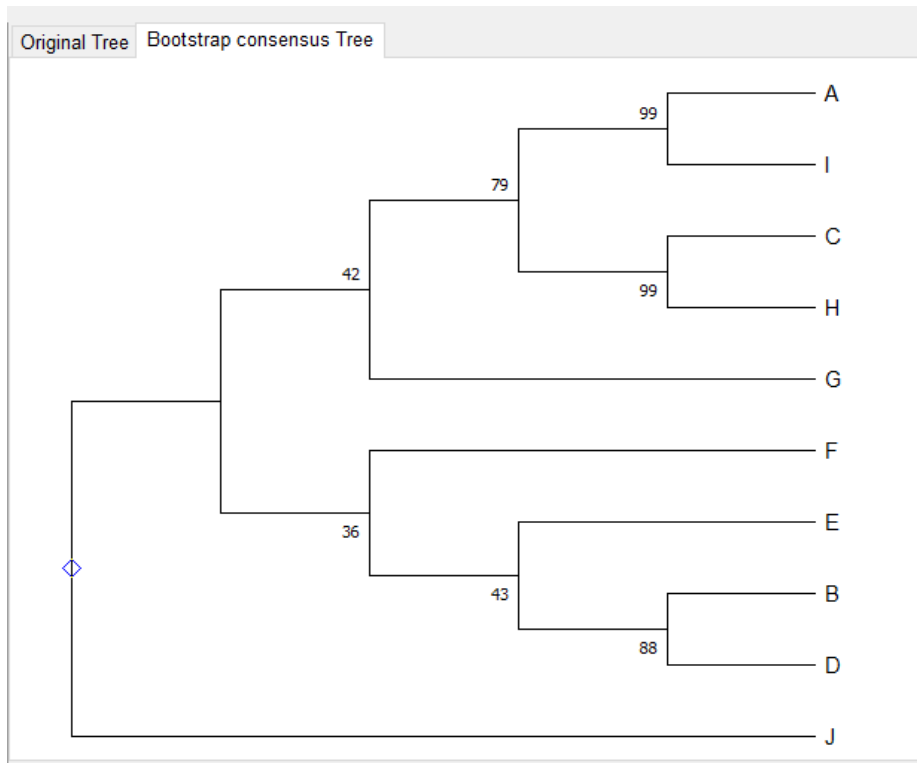 Original Tree Bootstrap consensus Tree
A
99
I
79
C
42
99
H
G
F
E
36
B
43
88
D
J